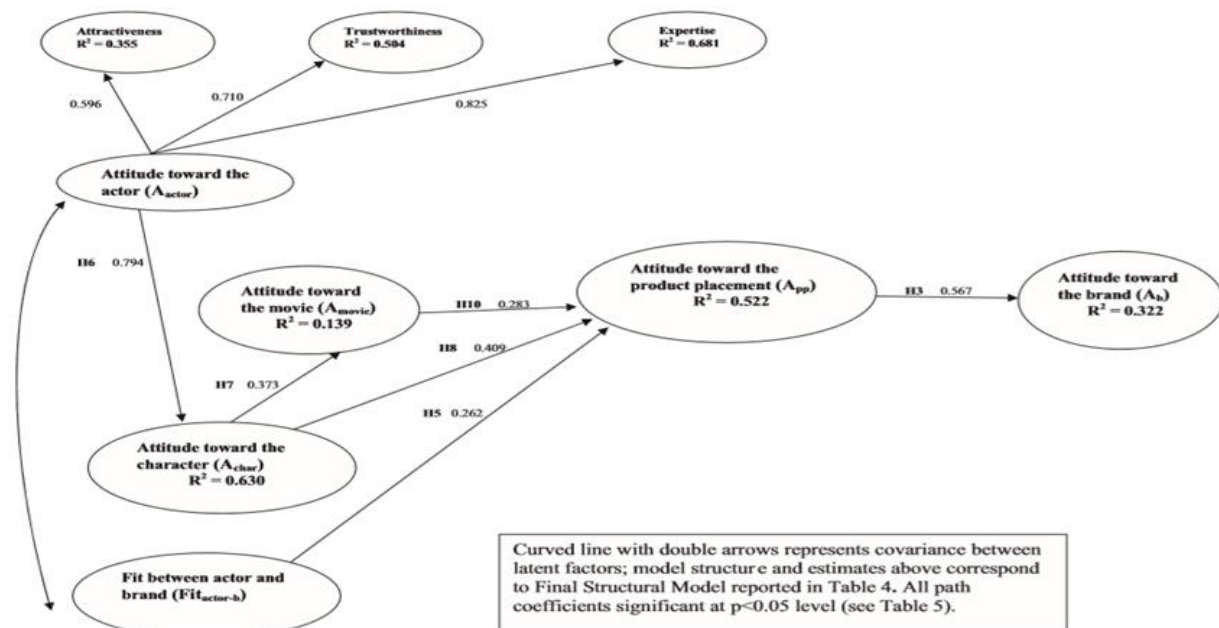 Attractiveness
R² = 0.355
Trustworthiness
R² = 0.504
Expertise
R² = 0.681
0.596
0.710
0.825
Attitude toward the
actor (Aactor)
H6 0.794
Attitude toward
the movie (Amovie)
R² = 0.139
H10 0.283
Attitude toward the
product placement (App)
R² = 0.522
H3 0.567
Attitude toward
the brand (Ab)
R² = 0.322
H8 0.409
H7 0.373
H5 0.262
Attitude toward the
character (Achar)
R² = 0.630
Fit between actor and
brand (Fitactor-b)
Curved line with double arrows represents covariance between
latent factors; model structure and estimates above correspond
to Final Structural Model reported in Table 4. All path
coefficients significant at p<0.05 level (see Table 5).